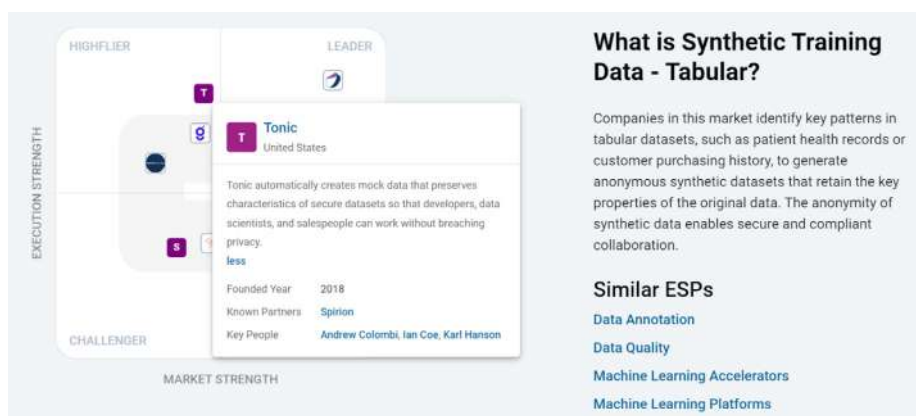 HIGHFLIER
LEADER
T
g
S
EXECUTION STRENGTH
CHALLENGER
MARKET STRENGTH
T
Tonic
United States
Tonic automatically creates mock data that preserves
characteristics of secure datasets so that developers, data
scientists, and salespeople can work without breaching
privacy.
less
Founded Year 2018
Known Partners Spirion
Key People Andrew Colombi, Ian Coe, Karl Hanson
What is Synthetic Training
Data - Tabular?
Companies in this market identify key patterns in
tabular datasets, such as patient health records or
customer purchasing history, to generate
anonymous synthetic datasets that retain the key
properties of the original data. The anonymity of
synthetic data enables secure and compliant
collaboration.
Similar ESPs
Data Annotation
Data Quality
Machine Learning Accelerators
Machine Learning Platforms